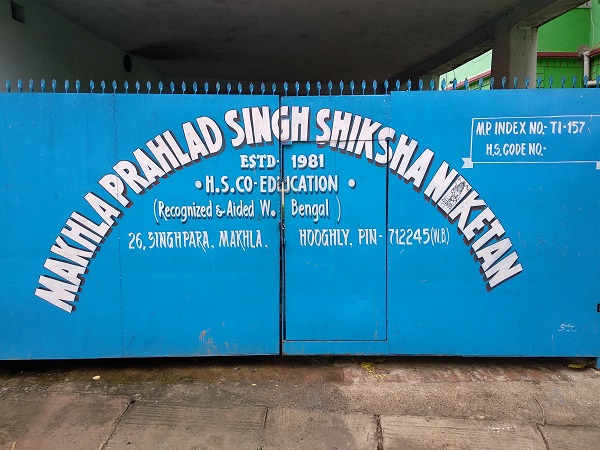 MAKHLA PRAHLAD SINGH SHIKSHA NIKETAN
ESTD- 1981
• H.S.CO-EDUCATION •
(Recognized & Aided W. Bengal)
26, SINGHPARA, MAKHLA, HOOGHLY, PIN- 712245(W.B)
M.P. INDEX NO.- T1-157
H.S. CODE NO.-